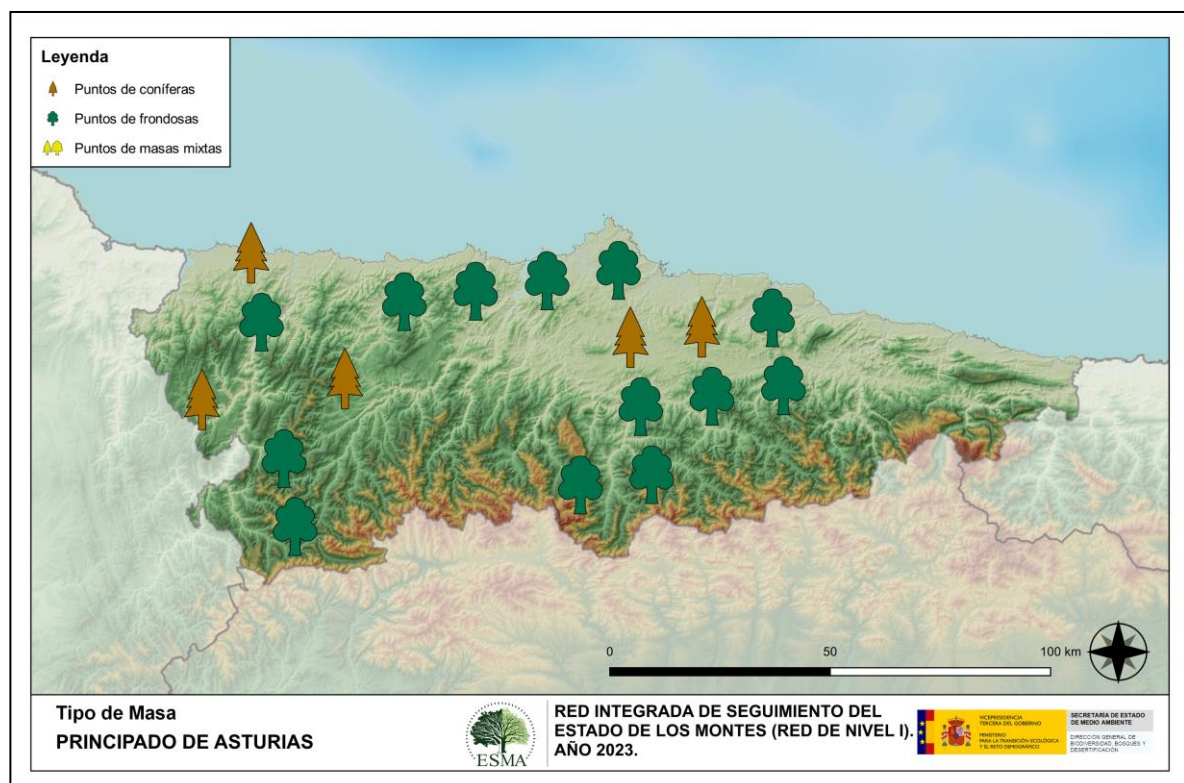 Leyenda
Puntos de coníferas
Puntos de frondosas
Puntos de masas mixtas
0
50
100 km
Tipo de Masa
PRINCIPADO DE ASTURIAS
ESMA
RED INTEGRADA DE SEGUIMIENTO DEL
ESTADO DE LOS MONTES (RED DE NIVEL I).
AÑO 2023.
VICEPRESIDENCIA
TERCERA DEL GOBIERNO
MINISTERIO
PARA LA TRANSICIÓN ECOLÓGICA
Y EL RETO DEMOGRÁFICO
SECRETARÍA DE ESTADO
DE MEDIO AMBIENTE
DIRECCIÓN GENERAL DE
BIODIVERSIDAD, BOSQUES Y
DESERTIFICACIÓN